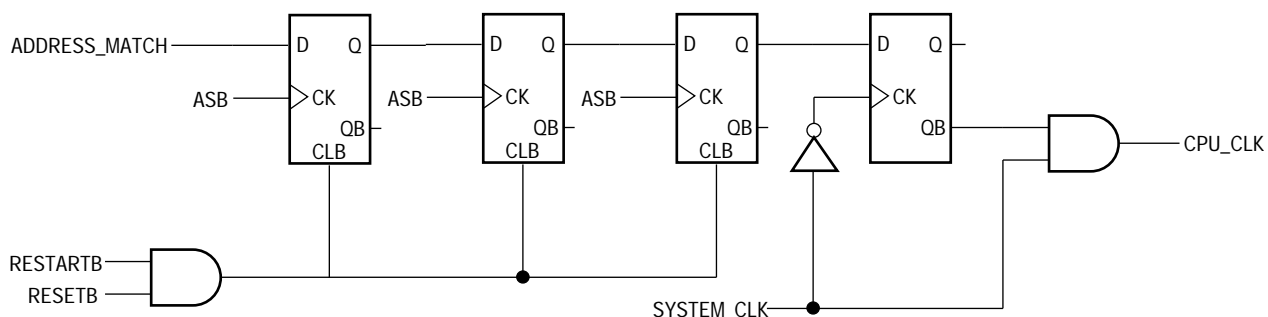 ADDRESS_MATCH
D Q
D Q
D Q
D Q
ASB
CK
ASB
CK
ASB
CK
CK
QB
QB
QB
QB
CLB
CLB
CLB
CPU_CLK
RESTARTB
RESETB
SYSTEM CLK